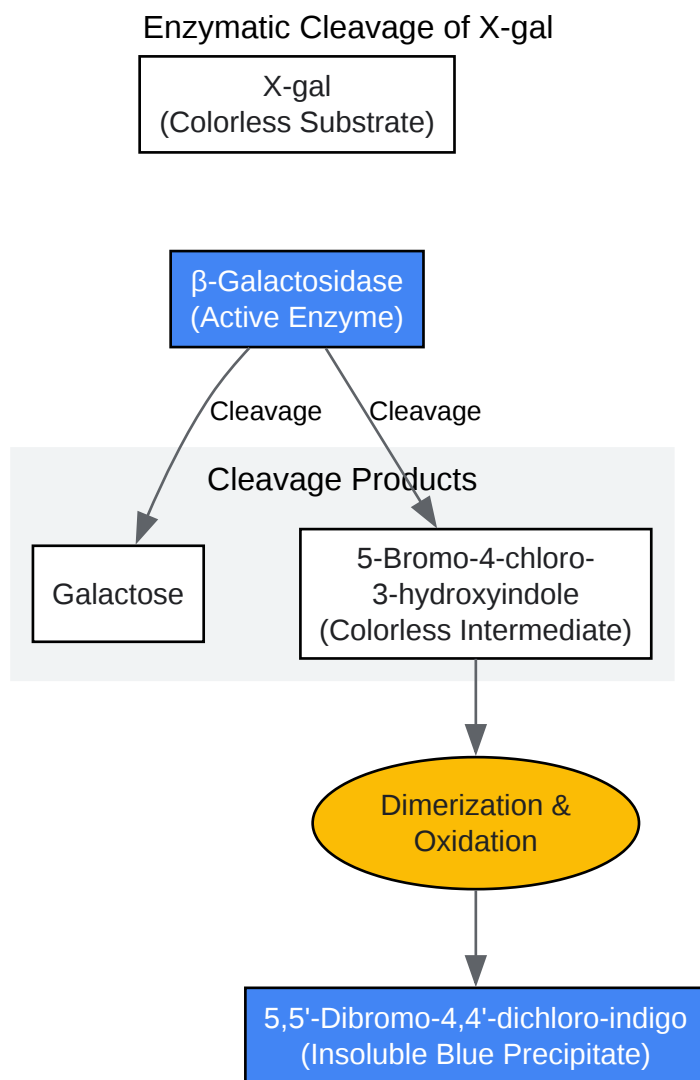 Enzymatic Cleavage of X-gal
X-gal
(Colorless Substrate)
β-Galactosidase
(Active Enzyme)
Cleavage
Cleavage
Cleavage Products
Galactose
5-Bromo-4-chloro-
3-hydroxyindole
(Colorless Intermediate)
Dimerization &
Oxidation
5,5'-Dibromo-4,4'-dichloro-indigo
(Insoluble Blue Precipitate)